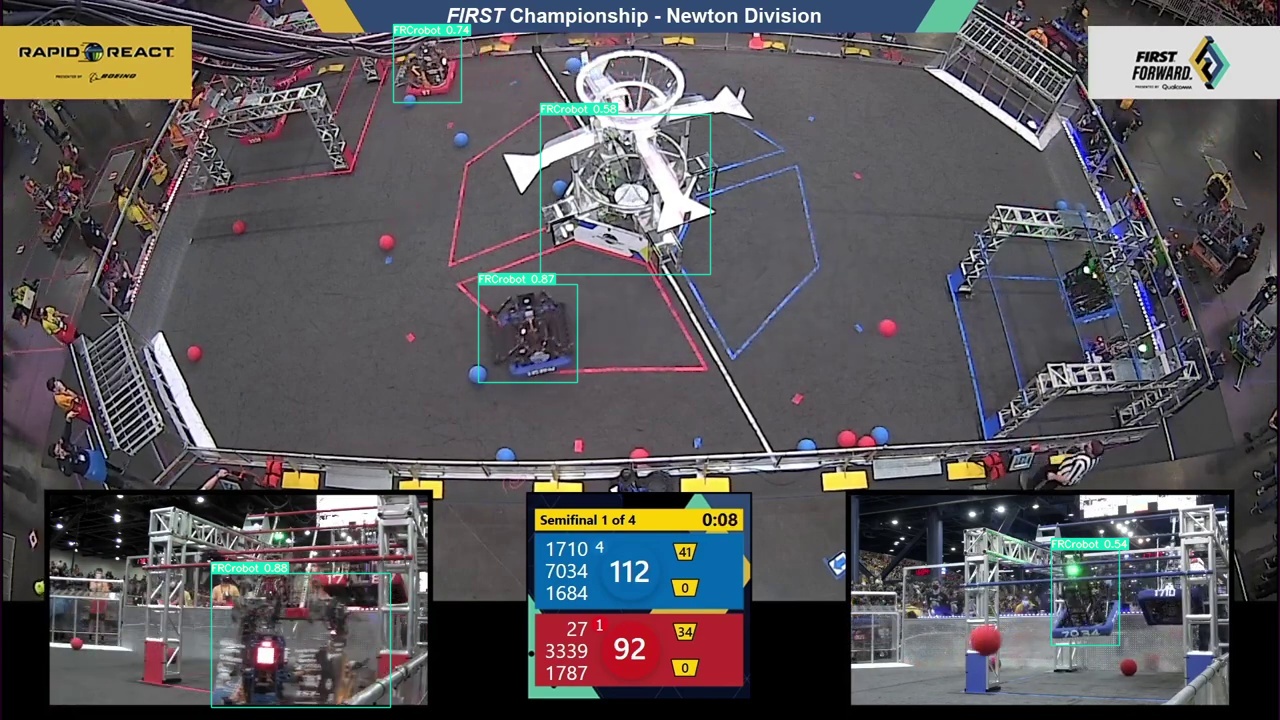 FIRST Championship - Newton Division
RAPID REACT
PRESENTED BY BOEING
FIRST
FORWARD
PRESENTED BY Qualcomm
FRCrobot 0.74
FRCrobot 0.58
FRCrobot 0.87
FRCrobot 0.88
FRCrobot 0.54
Semifinal 1 of 4 0:08
1710 4 41
7034 112
1684 0
27 1 34
3339 92
1787 0
7034
1710